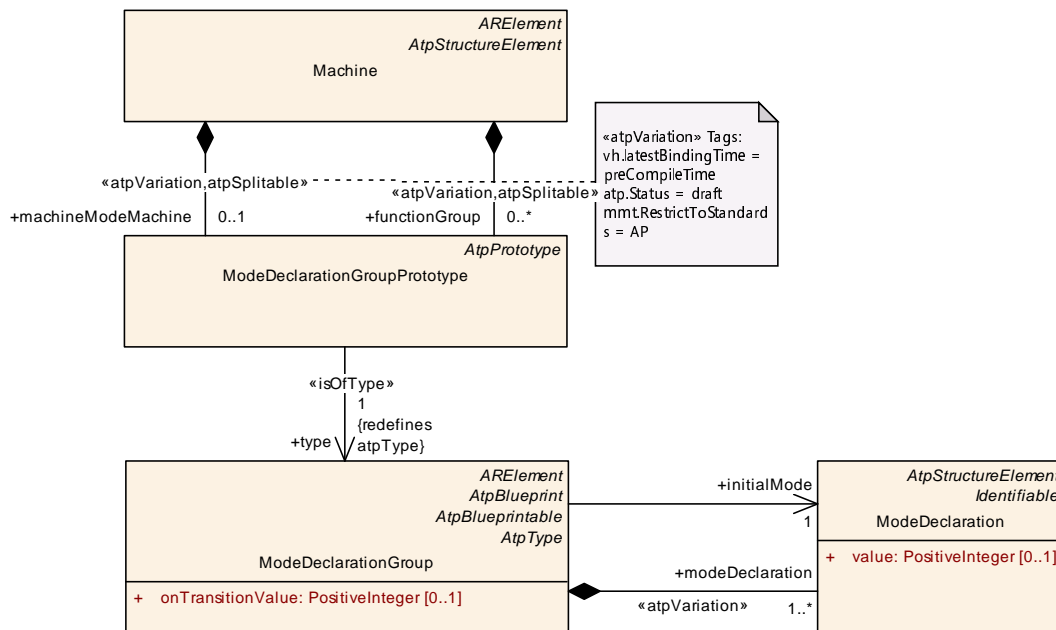 ARElement
AtpStructureElement
Machine
«atpVariation» Tags:
vh.latestBindingTime =
preCompileTime
atp.Status = draft
mmt.RestrictToStandard
s = AP
«atpVariation,atpSplitable»
«atpVariation,atpSplitable»
+machineModeMachine
0..1
+functionGroup
0..*
AtpPrototype
ModeDeclarationGroupPrototype
«isOfType»
1
{redefines
atpType}
+type
ARElement
AtpBlueprint
AtpBlueprintable
AtpType
ModeDeclarationGroup
+ onTransitionValue: PositiveInteger [0..1]
+initialMode
1
+modeDeclaration
«atpVariation»
1..*
AtpStructureElement
Identifiable
ModeDeclaration
+ value: PositiveInteger [0..1]